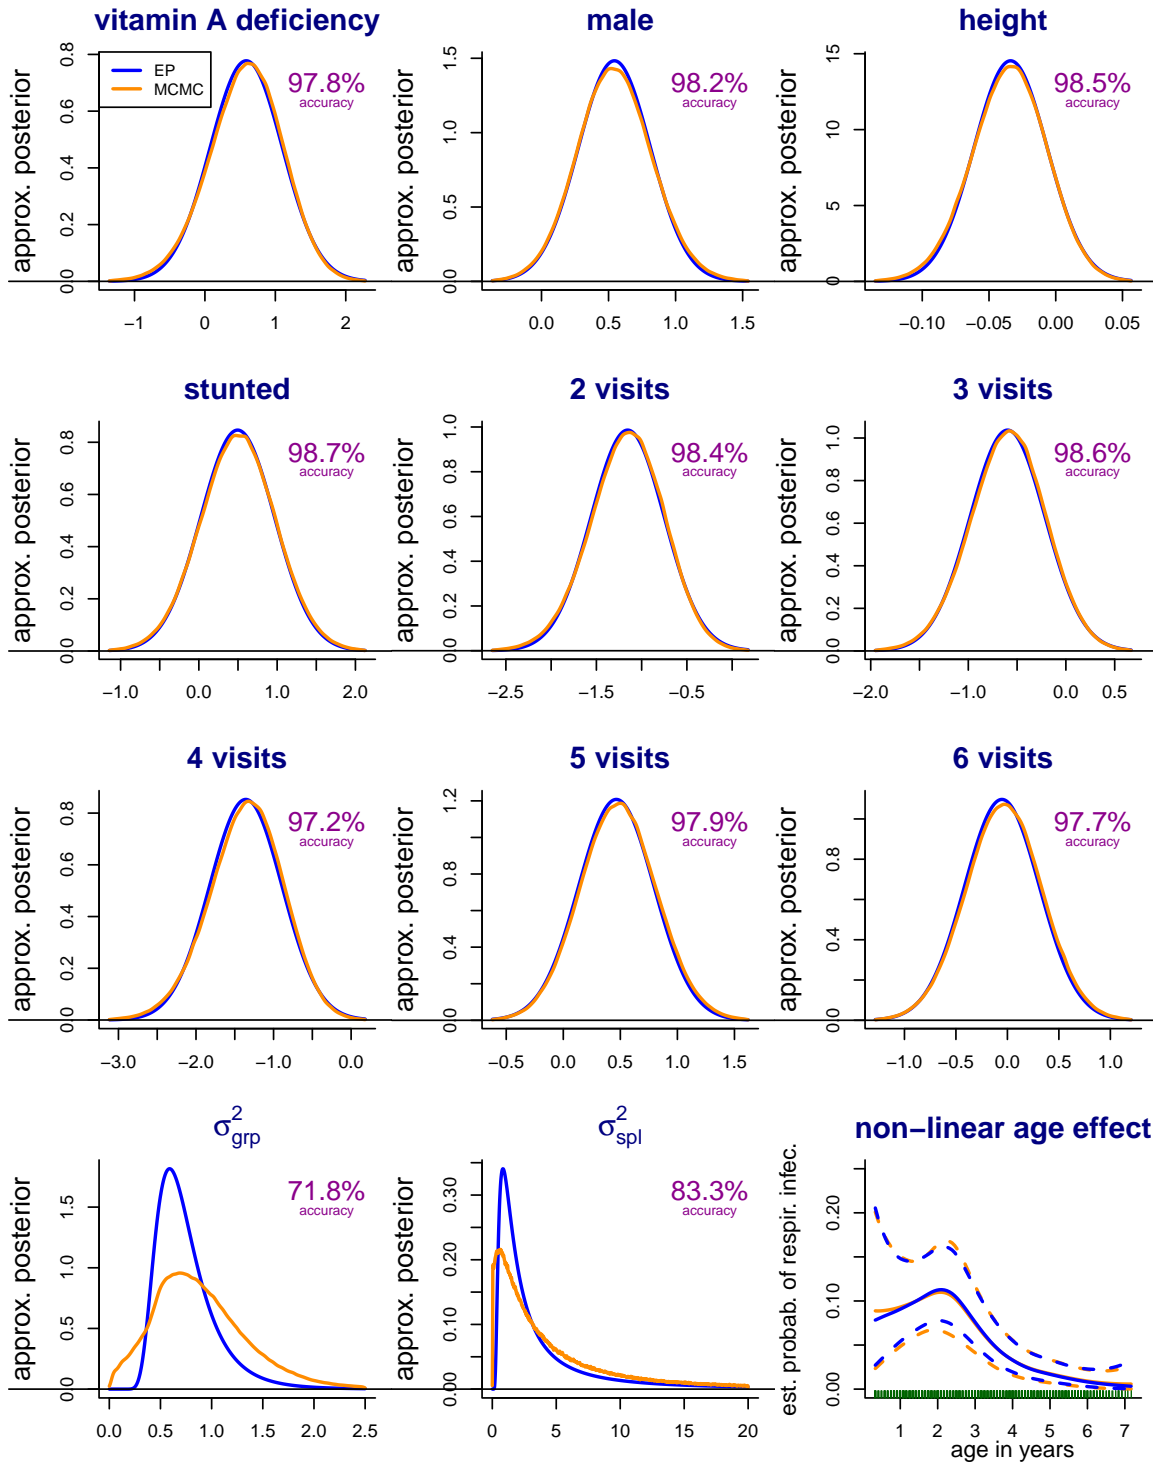 vitamin A deficiency
EP
MCMC
97.8%
accuracy
approx. posterior
0.0 0.2 0.4 0.6 0.8
−1 0 1 2
male
98.2%
accuracy
approx. posterior
0.0 0.5 1.0 1.5
0.0 0.5 1.0 1.5
height
98.5%
accuracy
approx. posterior
0 5 10 15
−0.10 −0.05 0.00 0.05
stunted
98.7%
accuracy
approx. posterior
0.0 0.2 0.4 0.6 0.8
−1.0 0.0 1.0 2.0
2 visits
98.4%
accuracy
approx. posterior
0.0 0.2 0.4 0.6 0.8 1.0
−2.5 −1.5 −0.5
3 visits
98.6%
accuracy
approx. posterior
0.0 0.2 0.4 0.6 0.8 1.0
−2.0 −1.0 0.0 0.5
4 visits
97.2%
accuracy
approx. posterior
0.0 0.2 0.4 0.6 0.8
−3.0 −2.0 −1.0 0.0
5 visits
97.9%
accuracy
approx. posterior
0.0 0.4 0.8 1.2
−0.5 0.0 0.5 1.0 1.5
6 visits
97.7%
accuracy
approx. posterior
0.0 0.4 0.8
−1.0 −0.5 0.0 0.5 1.0
σ²grp
71.8%
accuracy
approx. posterior
0.0 0.5 1.0 1.5
0.0 0.5 1.0 1.5 2.0 2.5
σ²spl
83.3%
accuracy
approx. posterior
0.00 0.10 0.20 0.30
0 5 10 15 20
non−linear age effect
est. probab. of respir. infec.
0.00 0.10 0.20
1 2 3 4 5 6 7
age in years